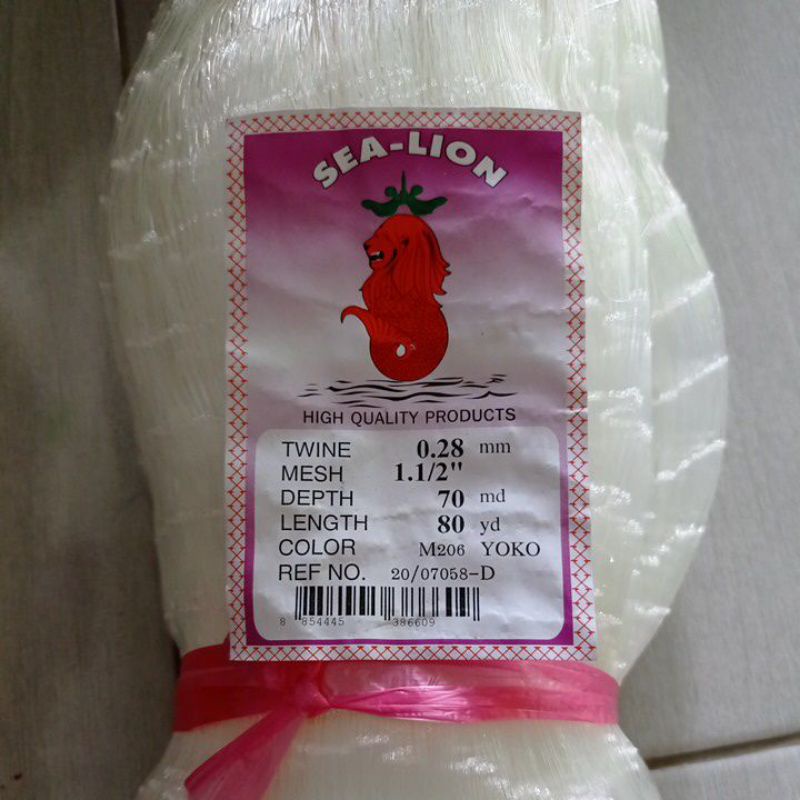 SEA-LION
HIGH QUALITY PRODUCTS
TWINE 0.28 mm
MESH 1.1/2"
DEPTH 70 md
LENGTH 80 yd
COLOR M206 YOKO
REF NO. 20/07058-D
8 854445 386609